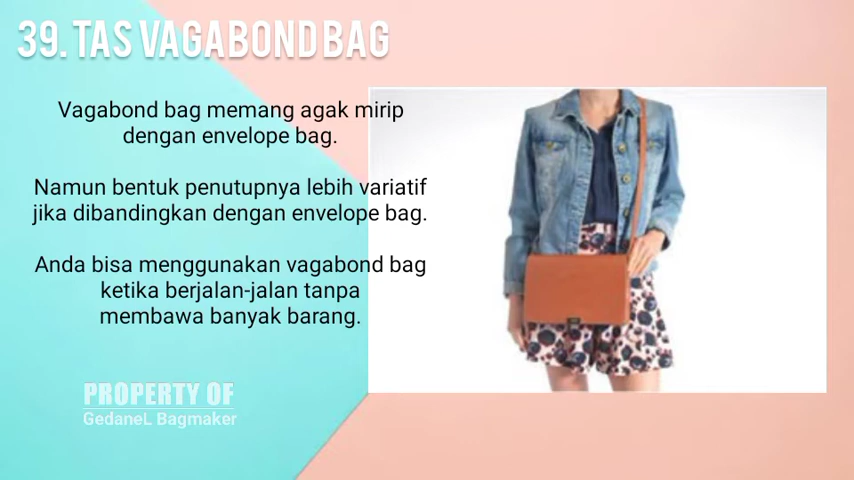 39. TAS VAGABOND BAG
Vagabond bag memang agak mirip
dengan envelope bag.
Namun bentuk penutupnya lebih variatif
jika dibandingkan dengan envelope bag.
Anda bisa menggunakan vagabond bag
ketika berjalan-jalan tanpa
membawa banyak barang.
PROPERTY OF
GedaneL Bagmaker